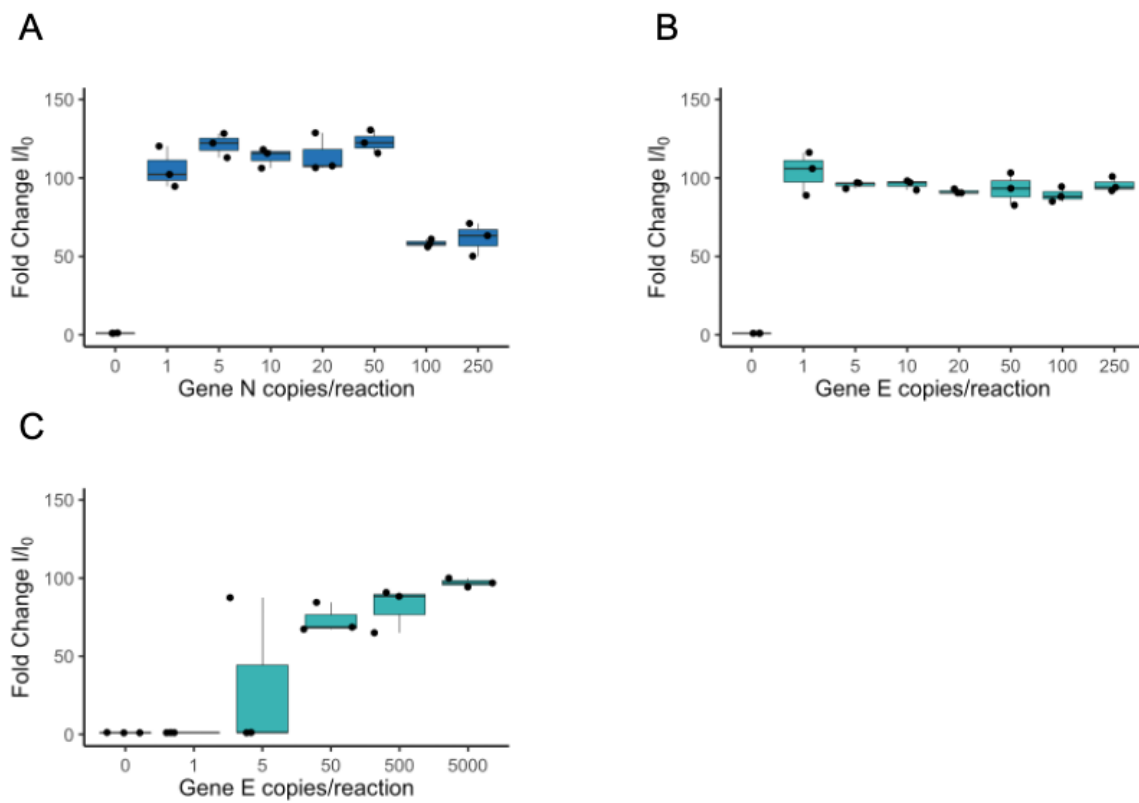 A
B
150
100
50
0
Fold Change I/I₀
0 1 5 10 20 50 100 250
Gene N copies/reaction
150
100
50
0
Fold Change I/I₀
0 1 5 10 20 50 100 250
Gene E copies/reaction
C
150
100
50
0
Fold Change I/I₀
0 1 5 50 500 5000
Gene E copies/reaction